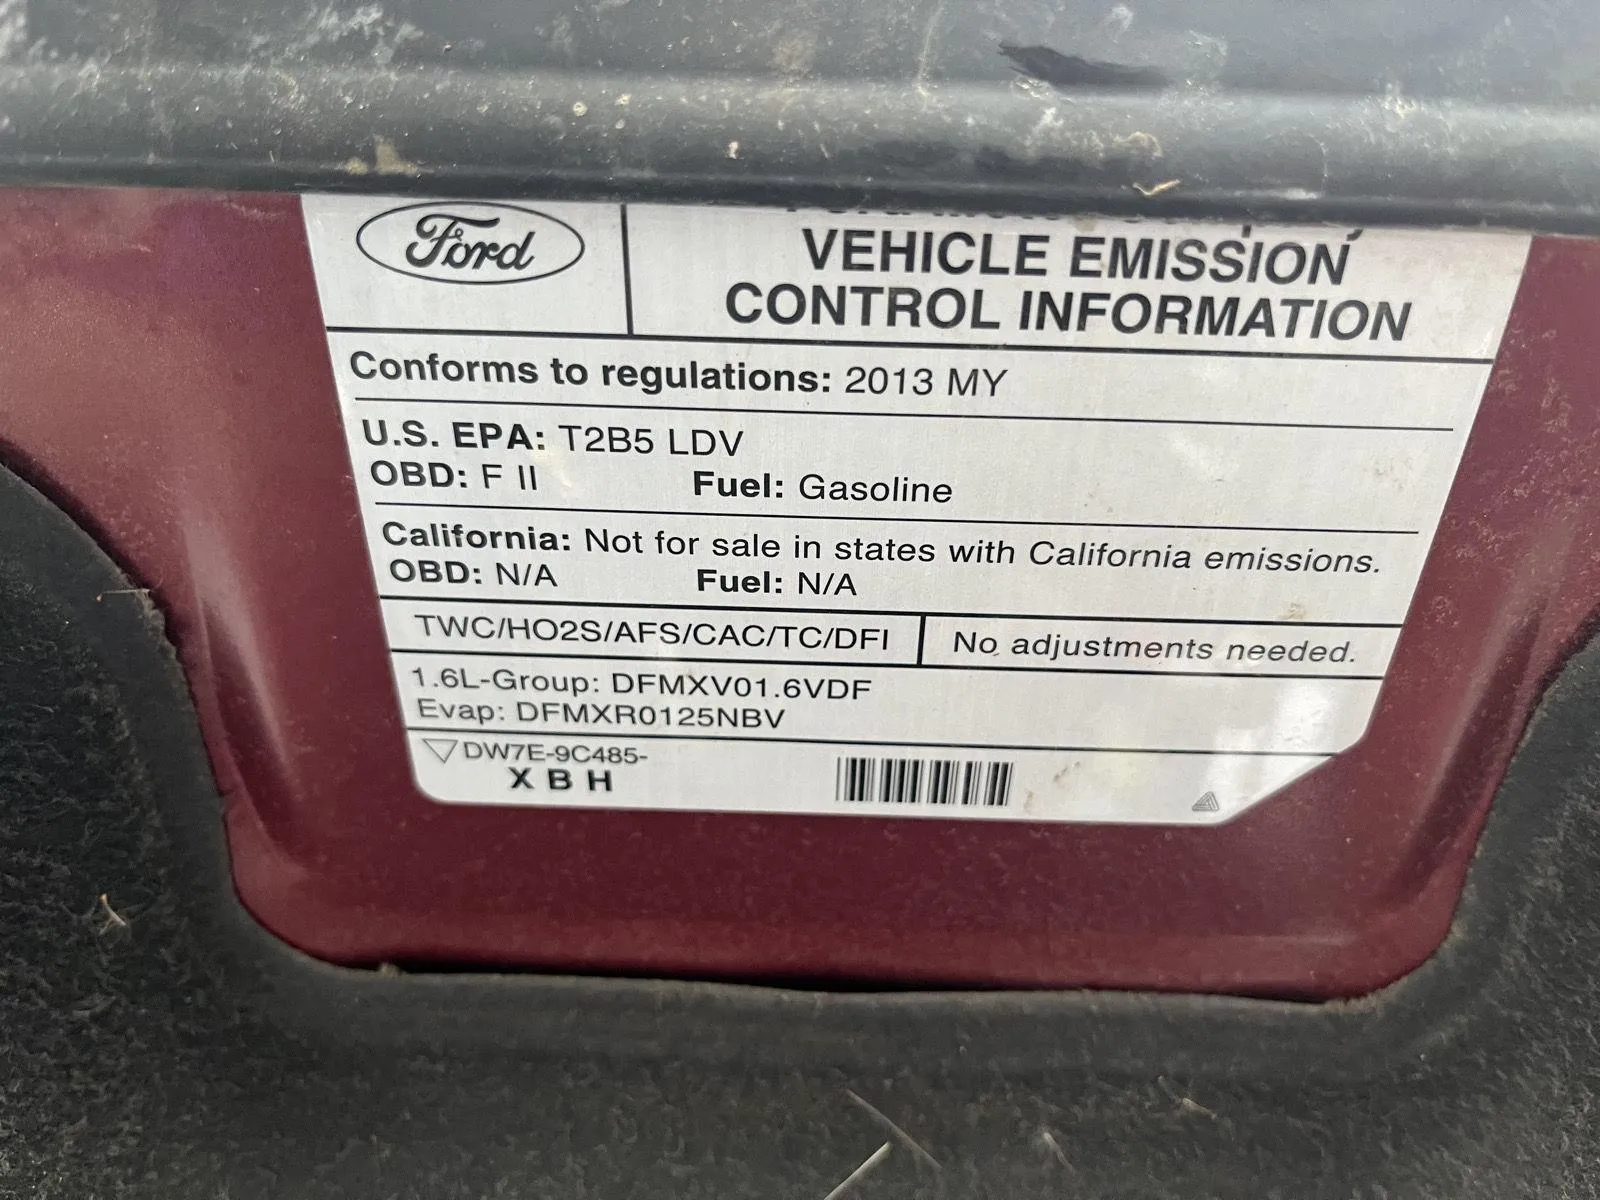 Ford
VEHICLE EMISSION
CONTROL INFORMATION
Conforms to regulations: 2013 MY
U.S. EPA: T2B5 LDV
OBD: F II Fuel: Gasoline
California: Not for sale in states with California emissions.
OBD: N/A Fuel: N/A
TWC/HO2S/AFS/CAC/TC/DFI No adjustments needed.
1.6L-Group: DFMXV01.6VDF
Evap: DFMXR0125NBV
DW7E-9C485-
X B H